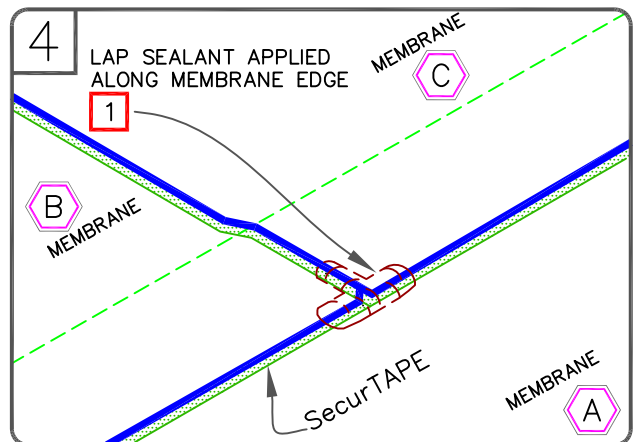 4
LAP SEALANT APPLIED
ALONG MEMBRANE EDGE
1
MEMBRANE
C
B
MEMBRANE
SecurTAPE
MEMBRANE
A